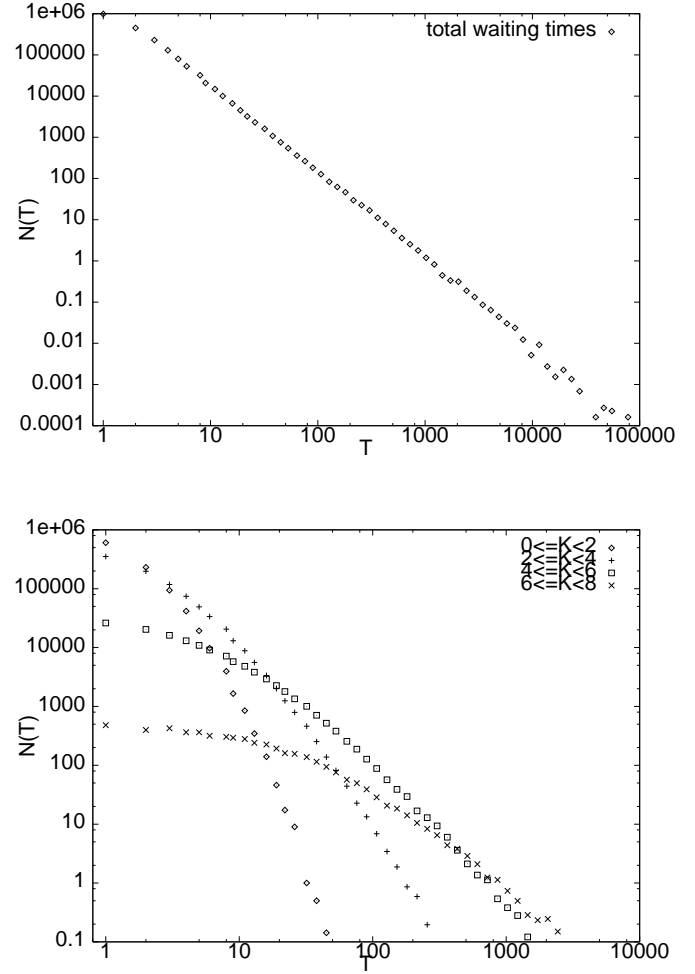 1e+06
100000
10000
1000
100
10
1
0.1
0.01
0.001
0.0001
N(T)
total waiting times
1 10 100 1000 10000 100000
T
1e+06
100000
10000
1000
100
10
1
0.1
N(T)
0<=K<2
2<=K<4
4<=K<6
6<=K<8
1 10 100 1000 10000
T